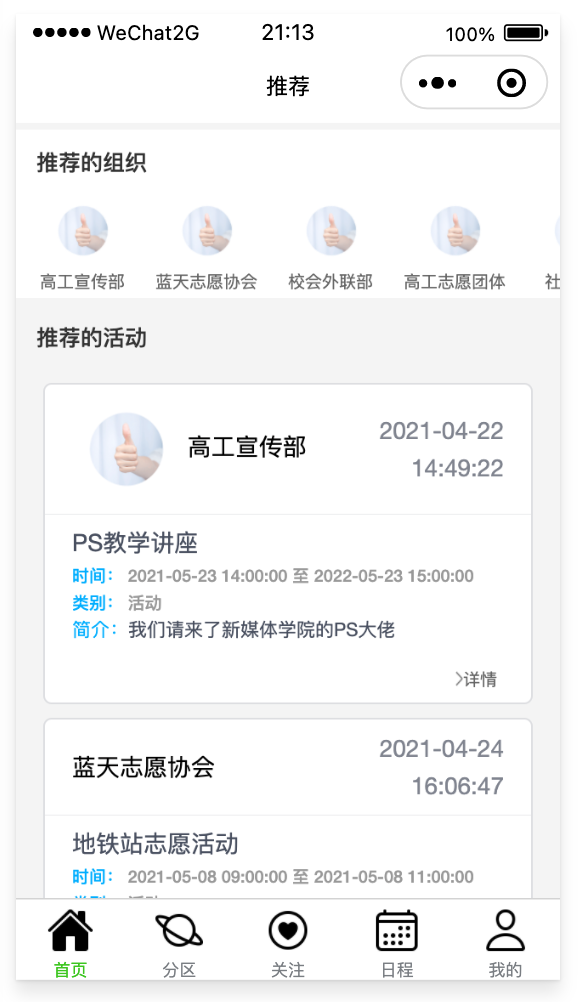 WeChat2G 21:13 100%
推荐
推荐的组织
高工宣传部 蓝天志愿协会 校会外联部 高工志愿团体 社
推荐的活动
高工宣传部
2021-04-22
14:49:22
PS教学讲座
时间： 2021-05-23 14:00:00 至 2022-05-23 15:00:00
类别： 活动
简介： 我们请来了新媒体学院的PS大佬
详情
蓝天志愿协会
2021-04-24
16:06:47
地铁站志愿活动
时间： 2021-05-08 09:00:00 至 2021-05-08 11:00:00
首页 分区 关注 日程 我的